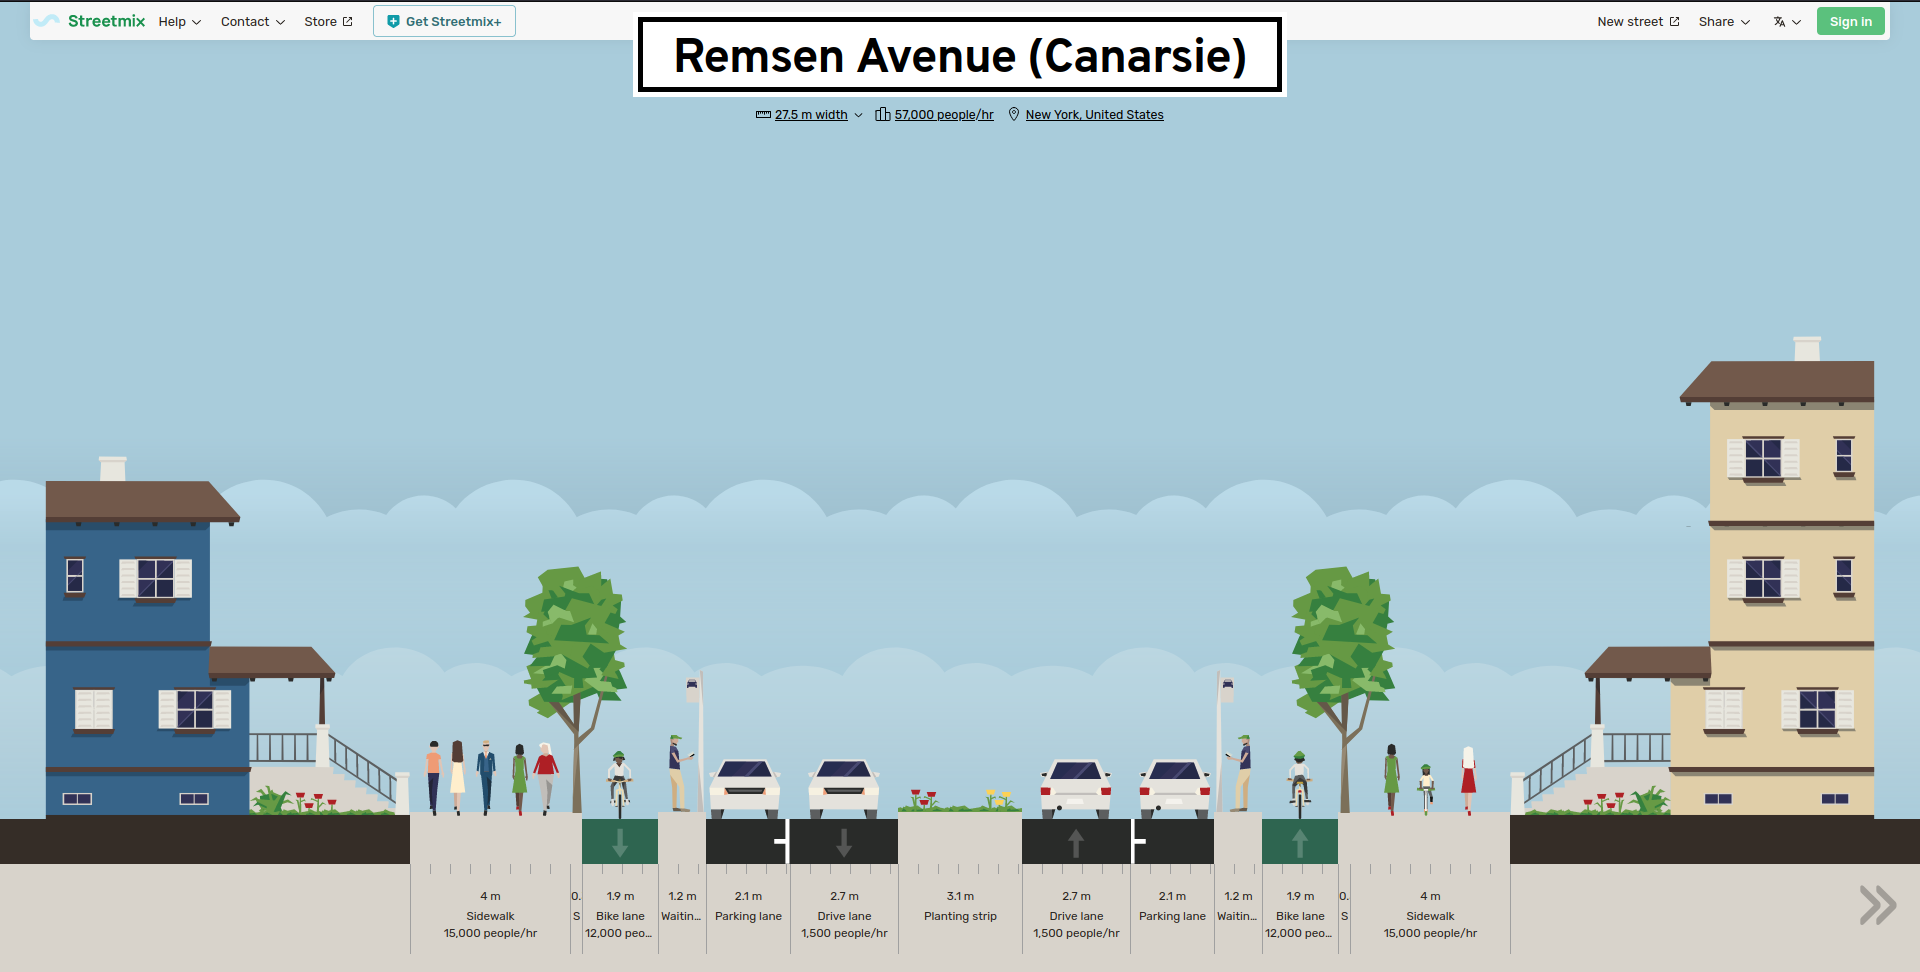 Streetmix Help Contact Store Get Streetmix+ New street Share Sign in
Remsen Avenue (Canarsie)
27.5 m width 57,000 people/hr New York, United States
4 m 0. 1.9 m 1.2 m 2.1 m 2.7 m 3.1 m 2.7 m 2.1 m 1.2 m 1.9 m 0. 4 m
Sidewalk S Bike lane Waitin... Parking lane Drive lane Planting strip Drive lane Parking lane Waitin... Bike lane S Sidewalk
15,000 people/hr 12,000 peo... 1,500 people/hr 1,500 people/hr 12,000 peo... 15,000 people/hr